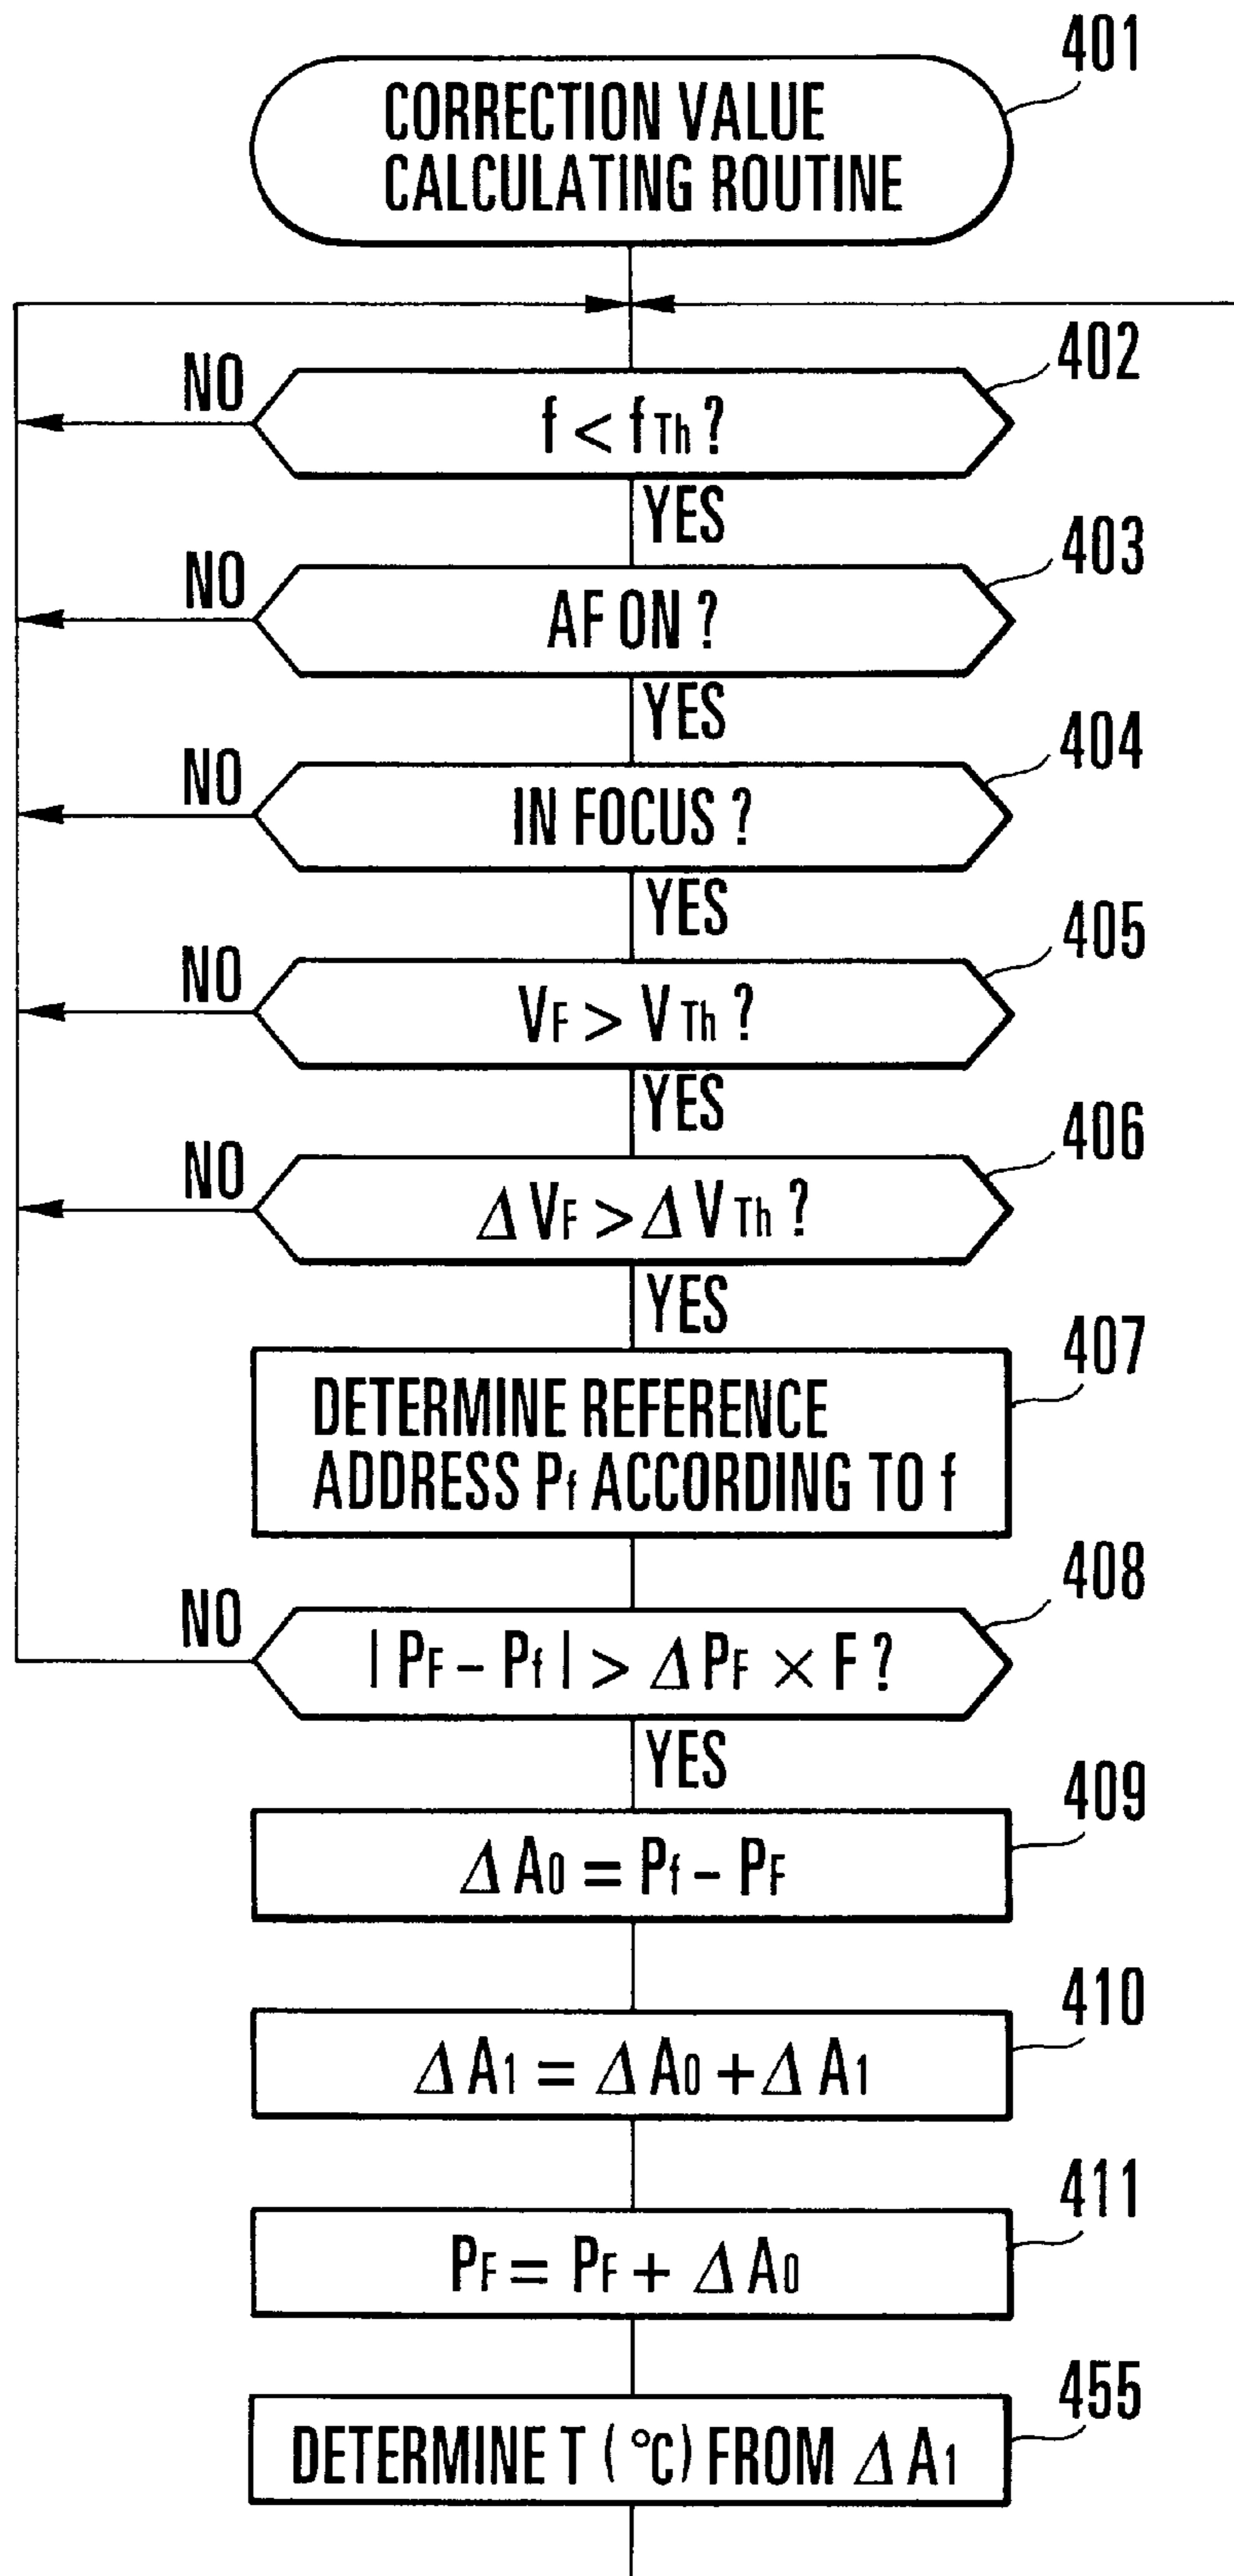 401
CORRECTION VALUE
CALCULATING ROUTINE
402
NO
f < fTh ?
YES
403
NO
AF ON ?
YES
404
NO
IN FOCUS ?
YES
405
NO
VF > VTh ?
YES
406
NO
ΔVF > ΔVTh ?
YES
407
DETERMINE REFERENCE
ADDRESS Pf ACCORDING TO f
408
NO
| PF - Pf | > ΔPF × F ?
YES
409
ΔA0 = Pf - PF
410
ΔA1 = ΔA0 + ΔA1
411
PF = PF + ΔA0
455
DETERMINE T (°C) FROM ΔA1